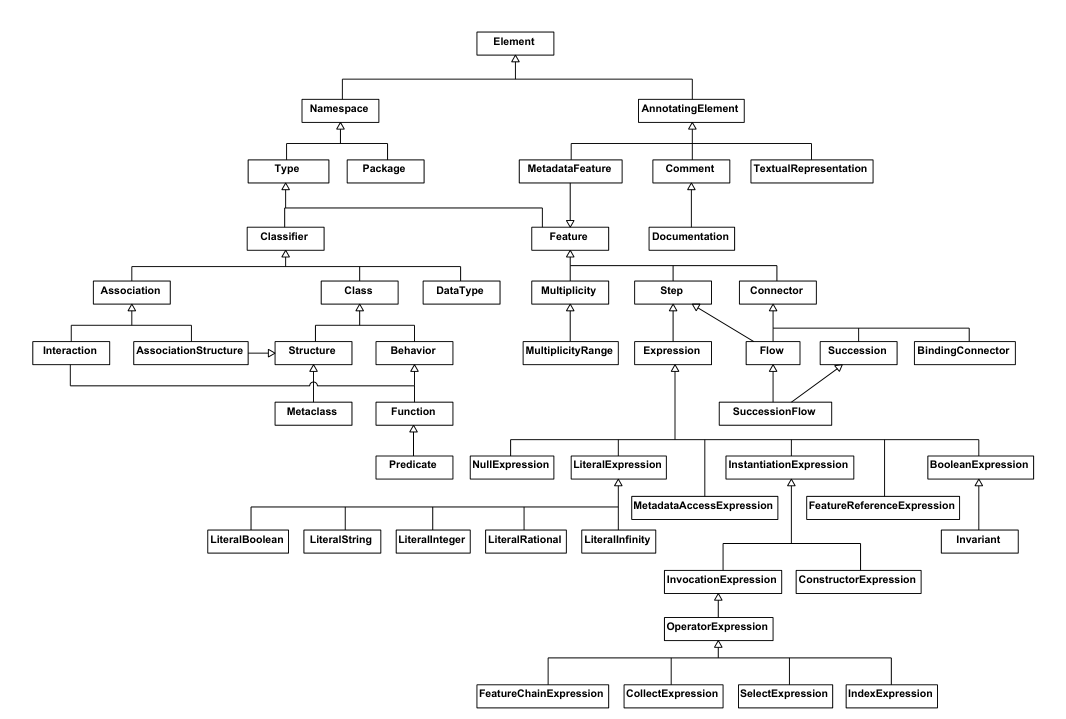 Element
Namespace
AnnotatingElement
Type
Package
MetadataFeature
Comment
TextualRepresentation
Classifier
Feature
Documentation
Association
Class
DataType
Multiplicity
Step
Connector
Interaction
AssociationStructure
Structure
Behavior
MultiplicityRange
Expression
Flow
Succession
BindingConnector
Metaclass
Function
SuccessionFlow
Predicate
NullExpression
LiteralExpression
InstantiationExpression
BooleanExpression
MetadataAccessExpression
FeatureReferenceExpression
LiteralBoolean
LiteralString
LiteralInteger
LiteralRational
LiteralInfinity
Invariant
InvocationExpression
ConstructorExpression
OperatorExpression
FeatureChainExpression
CollectExpression
SelectExpression
IndexExpression